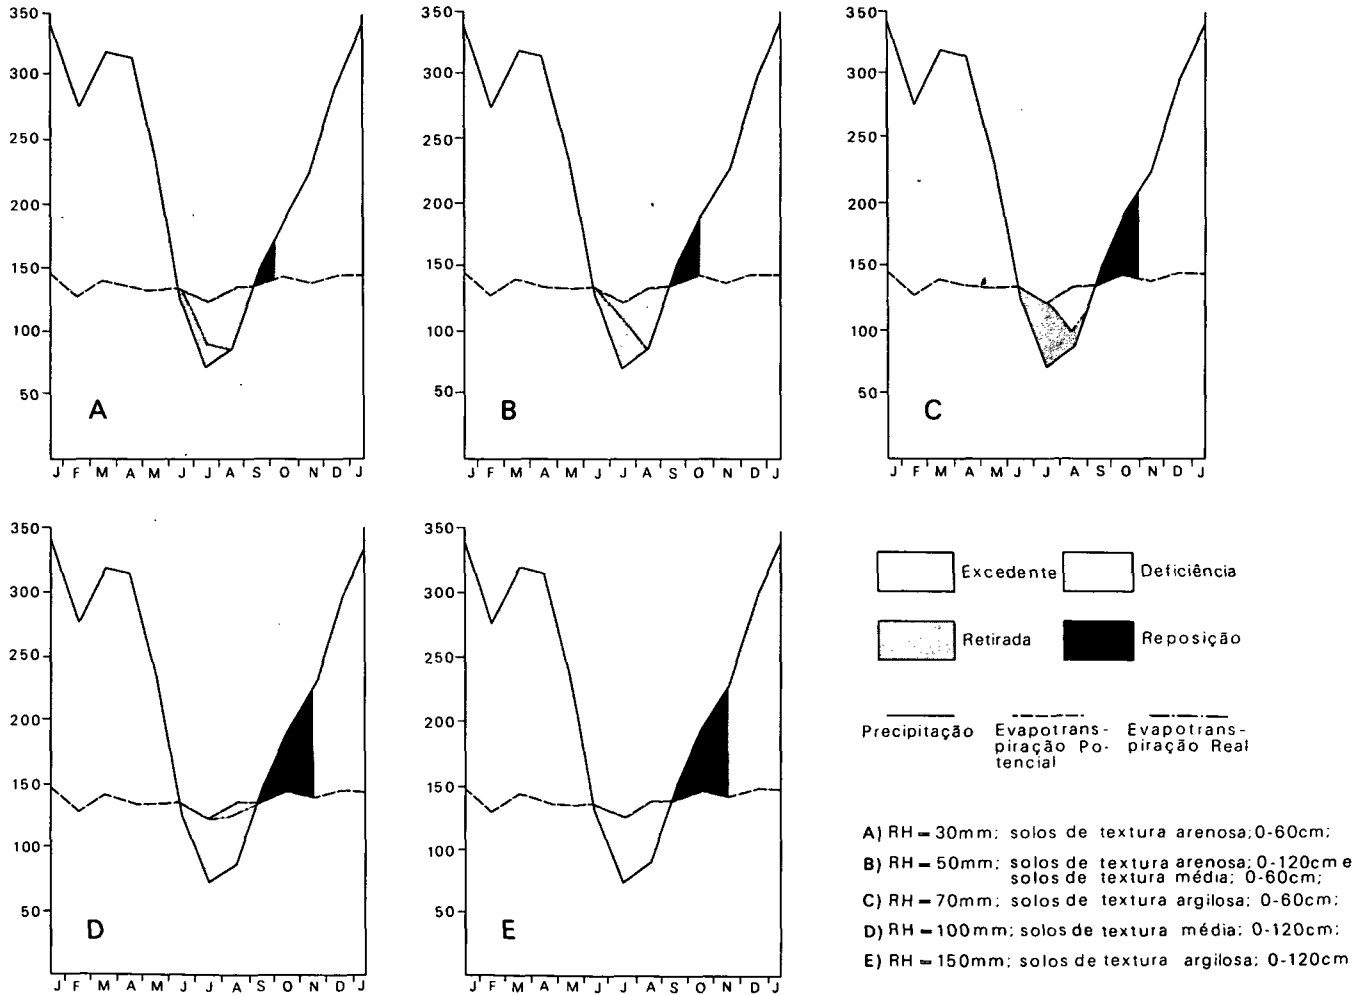 350
300
250
200
150
100
50
A
J F M A M J J A S O N D J
350
300
250
200
150
100
50
B
J F M A M J J A S O N D J
350
300
250
200
150
100
50
C
J F M A M J J A S O N D J
350
300
250
200
150
100
50
D
J F M A M J J A S O N D J
350
300
250
200
150
100
50
E
J F M A M J J A S O N D J
Excedente
Deficiência
Retirada
Reposição
Precipitação
Evapotrans-
piração Po-
tencial
Evapotrans-
piração Real
A) RH = 30mm; solos de textura arenosa; 0-60cm;
B) RH = 50mm; solos de textura arenosa; 0-120cm e
solos de textura média; 0-60cm;
C) RH = 70mm; solos de textura argilosa; 0-60cm;
D) RH = 100mm; solos de textura média; 0-120cm;
E) RH = 150mm; solos de textura argilosa; 0-120cm